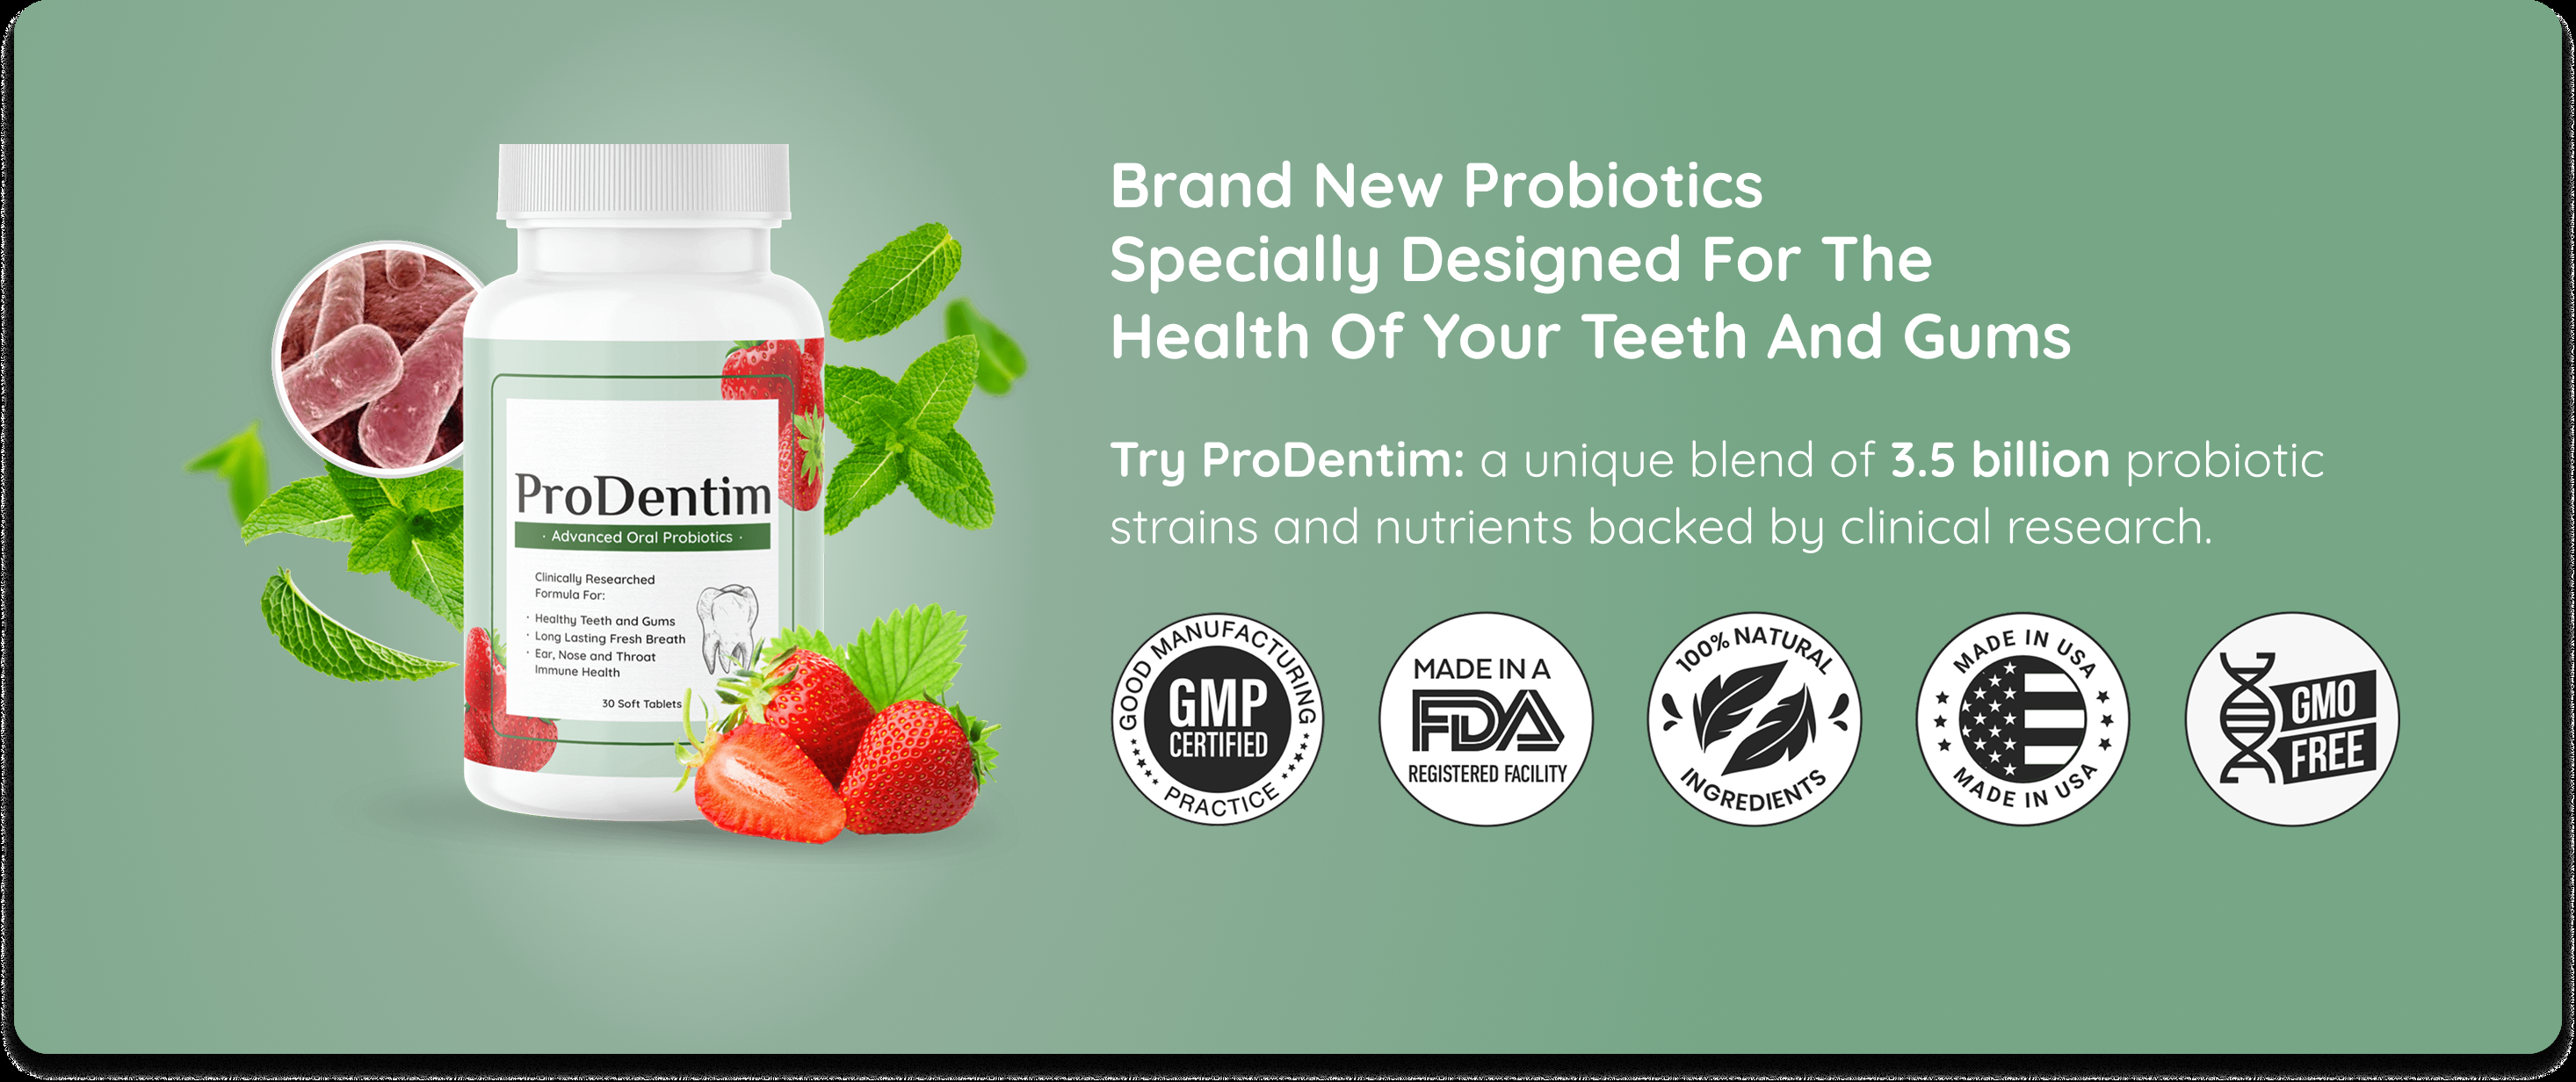 Brand New Probiotics
Specially Designed For The
Health Of Your Teeth And Gums
Try ProDentim: a unique blend of 3.5 billion probiotic
strains and nutrients backed by clinical research.
ProDentim
· Advanced Oral Probiotics ·
Clinically Researched
Formula For:
· Healthy Teeth and Gums
· Long Lasting Fresh Breath
· Ear, Nose and Throat
Immune Health
30 Soft Tablets
GOOD MANUFACTURING
GMP
CERTIFIED
PRACTICE
MADE IN A
FDA
REGISTERED FACILITY
100% NATURAL
INGREDIENTS
MADE IN USA
MADE IN USA
GMO
FREE